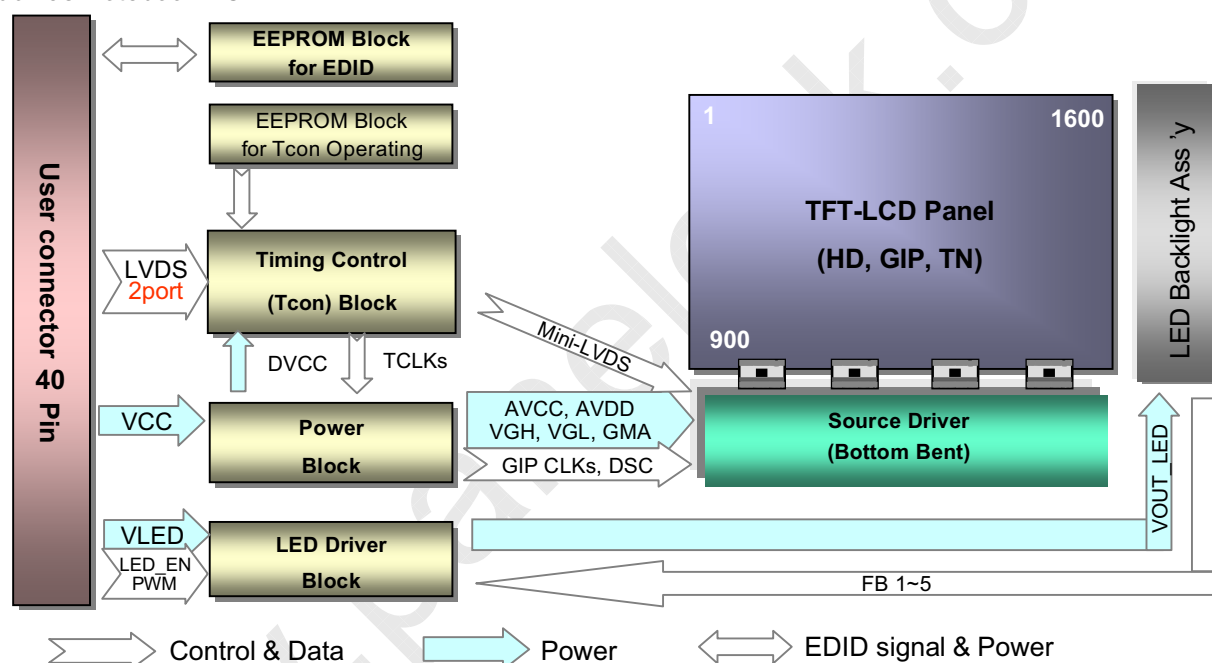 EEPROM Block
for EDID
EEPROM Block
for Tcon Operating
User connector 40 Pin
LVDS
2port
Timing Control
(Tcon) Block
DVCC
TCLKs
VCC
Power
Block
VLED
LED_EN
PWM
LED Driver
Block
Mini-LVDS
AVCC, AVDD
VGH, VGL, GMA
GIP CLKs, DSC
1
1600
TFT-LCD Panel
(HD, GIP, TN)
900
Source Driver
(Bottom Bent)
LED Backlight Ass 'y
VOUT_LED
FB 1~5
Control & Data
Power
EDID signal & Power